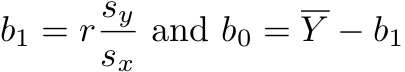 b₁ = r s_y/s_x and b₀ = Y̅ − b₁